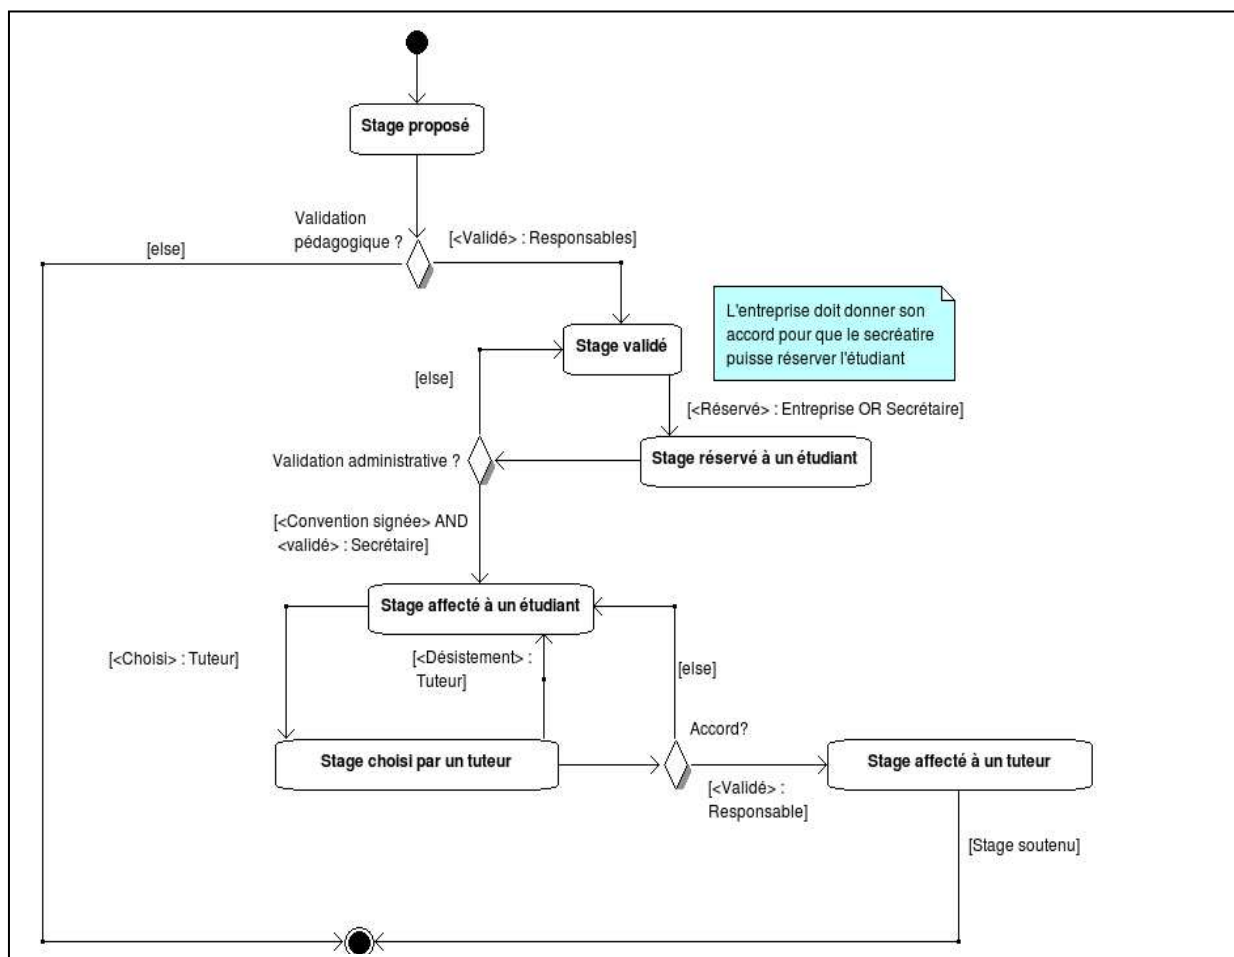 Stage proposé
Validation
pédagogique ?
[<Validé> : Responsables]
[else]
L'entreprise doit donner son
accord pour que le secréatire
puisse réserver l'étudiant
Stage validé
[else]
[<Réservé> : Entreprise OR Secrétaire]
Stage réservé à un étudiant
Validation administrative ?
[<Convention signée> AND
<validé> : Secrétaire]
Stage affecté à un étudiant
[<Choisi> : Tuteur]
[<Désistement> :
Tuteur]
[else]
Accord?
Stage choisi par un tuteur
Stage affecté à un tuteur
[<Validé> :
Responsable]
[Stage soutenu]